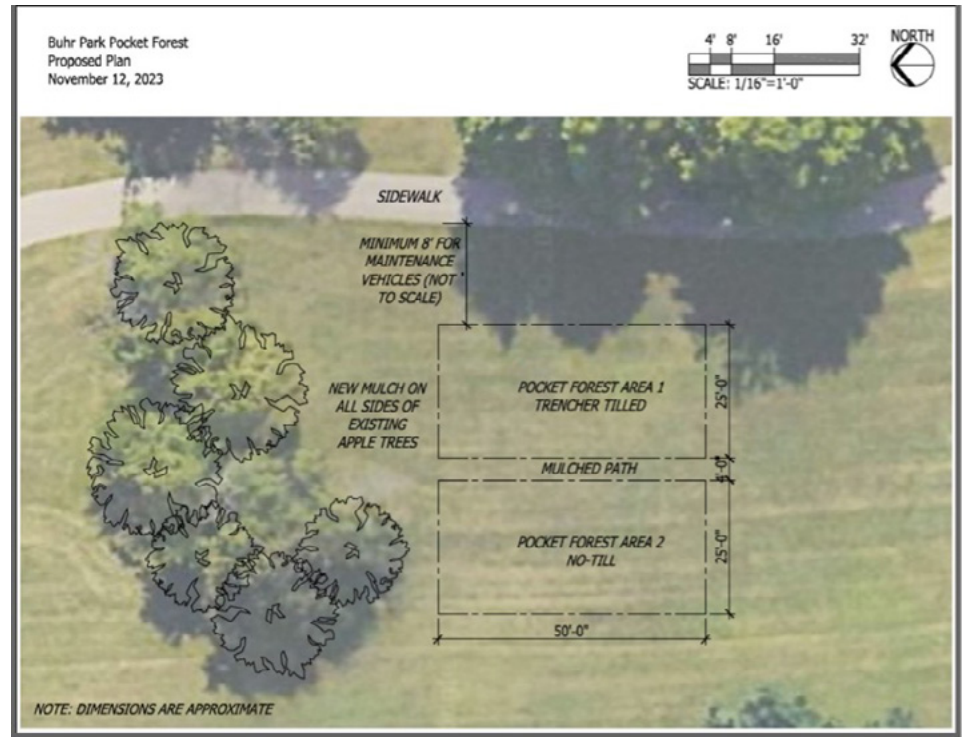 Buhr Park Pocket Forest
Proposed Plan
November 12, 2023
4' 8' 16' 32'
SCALE: 1/16"=1'-0"
NORTH
SIDEWALK
MINIMUM 8' FOR
MAINTENANCE
VEHICLES (NOT
TO SCALE)
NEW MULCH ON
ALL SIDES OF
EXISTING
APPLE TREES
POCKET FOREST AREA 1
TRENCHER TILLED
25'-0"
MULCHED PATH
POCKET FOREST AREA 2
NO-TILL
25'-0"
50'-0"
NOTE: DIMENSIONS ARE APPROXIMATE